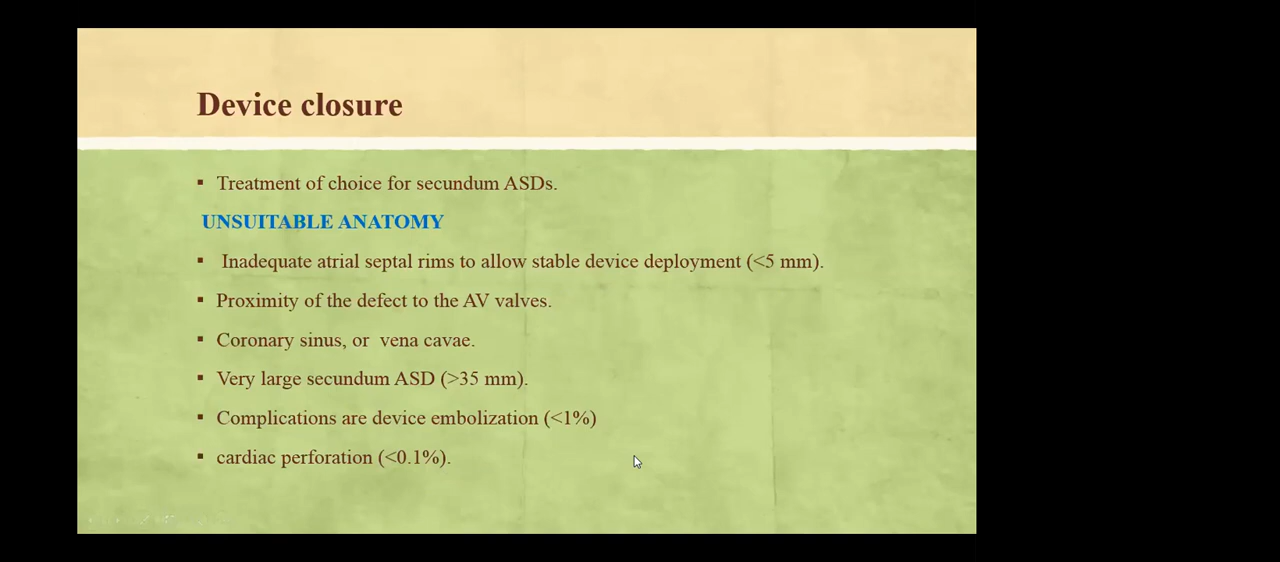 Device closure
▪ Treatment of choice for secundum ASDs.
UNSUITABLE ANATOMY
▪ Inadequate atrial septal rims to allow stable device deployment (<5 mm).
▪ Proximity of the defect to the AV valves.
▪ Coronary sinus, or vena cavae.
▪ Very large secundum ASD (>35 mm).
▪ Complications are device embolization (<1%)
▪ cardiac perforation (<0.1%).